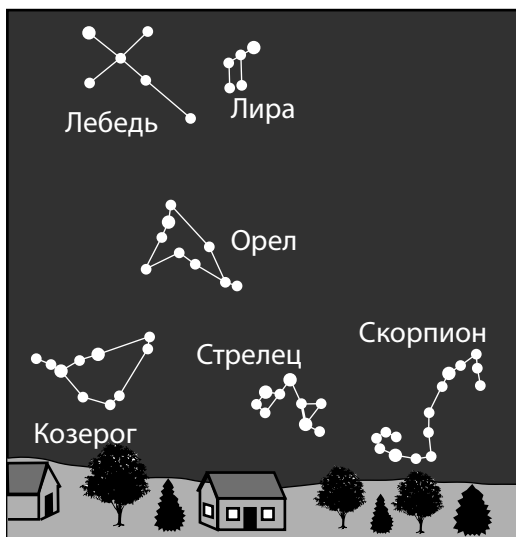 Лебедь
Лира
Орел
Скорпион
Стрелец
Козерог